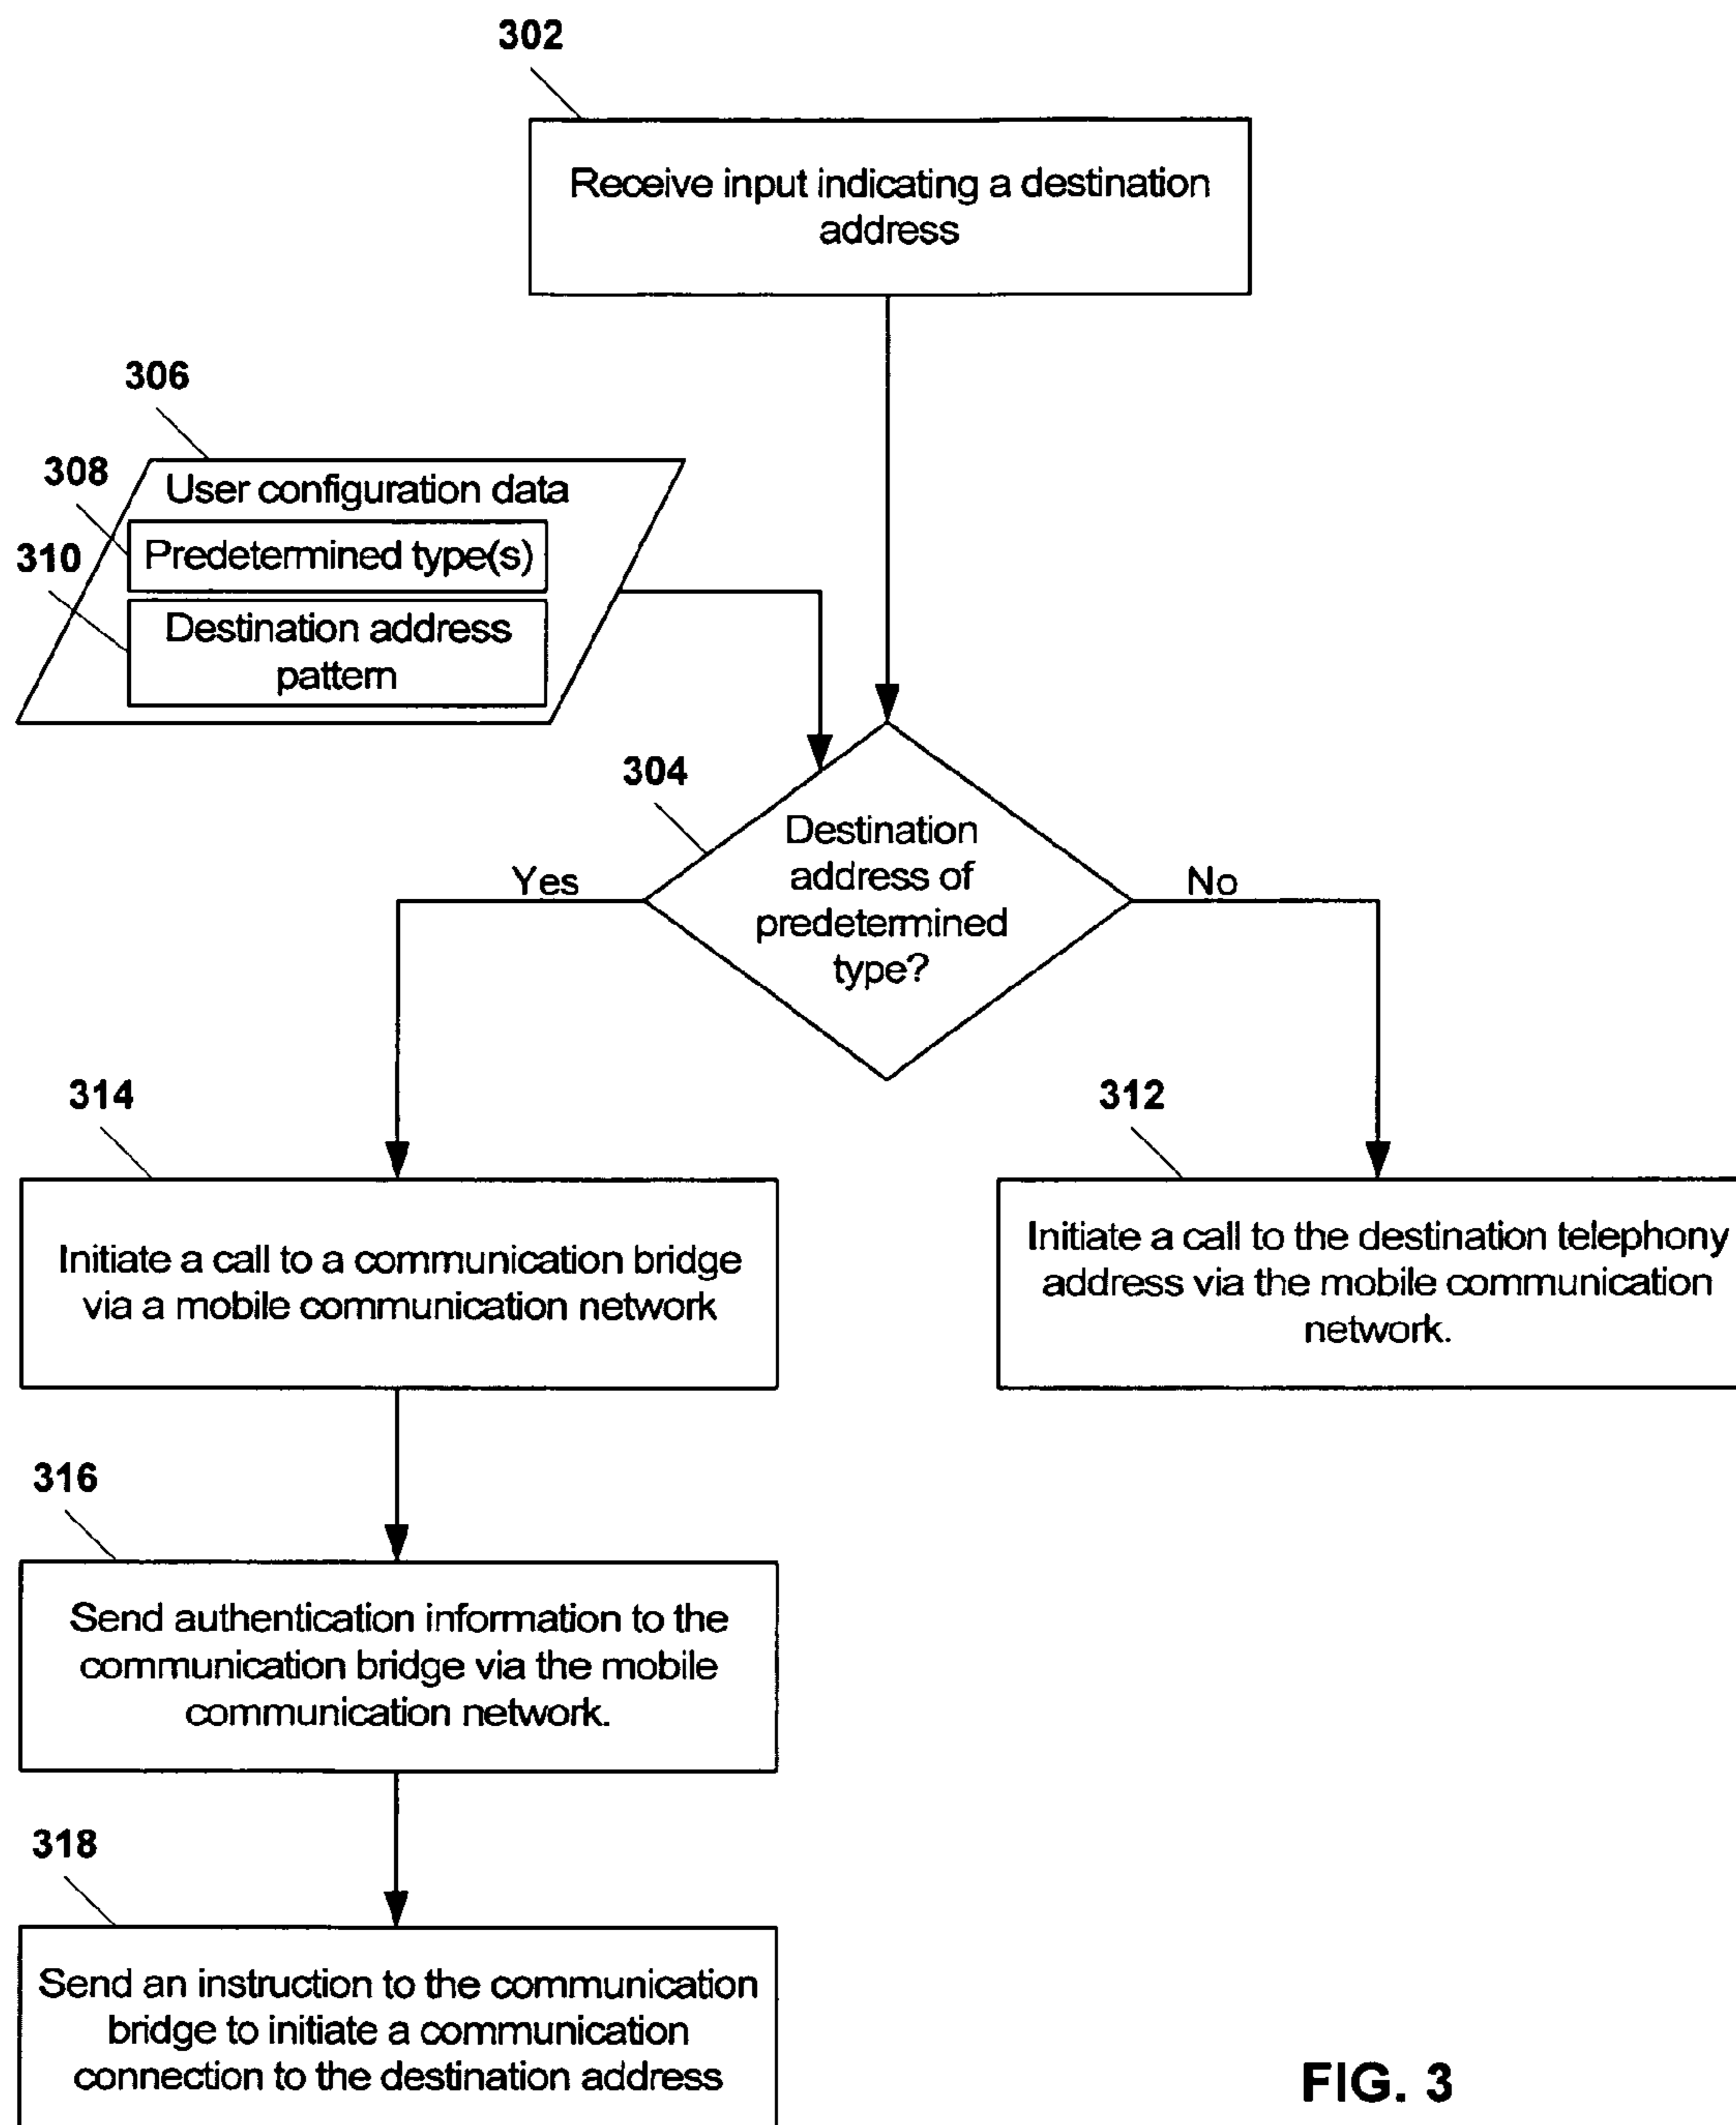 302
Receive input indicating a destination
address
306
308
User configuration data
310
Predetermined type(s)
Destination address
pattern
304
Destination
address of
predetermined
type?
Yes
No
314
312
Initiate a call to a communication bridge
via a mobile communication network
Initiate a call to the destination telephony
address via the mobile communication
network.
316
Send authentication information to the
communication bridge via the mobile
communication network.
318
Send an instruction to the communication
bridge to initiate a communication
connection to the destination address
FIG. 3